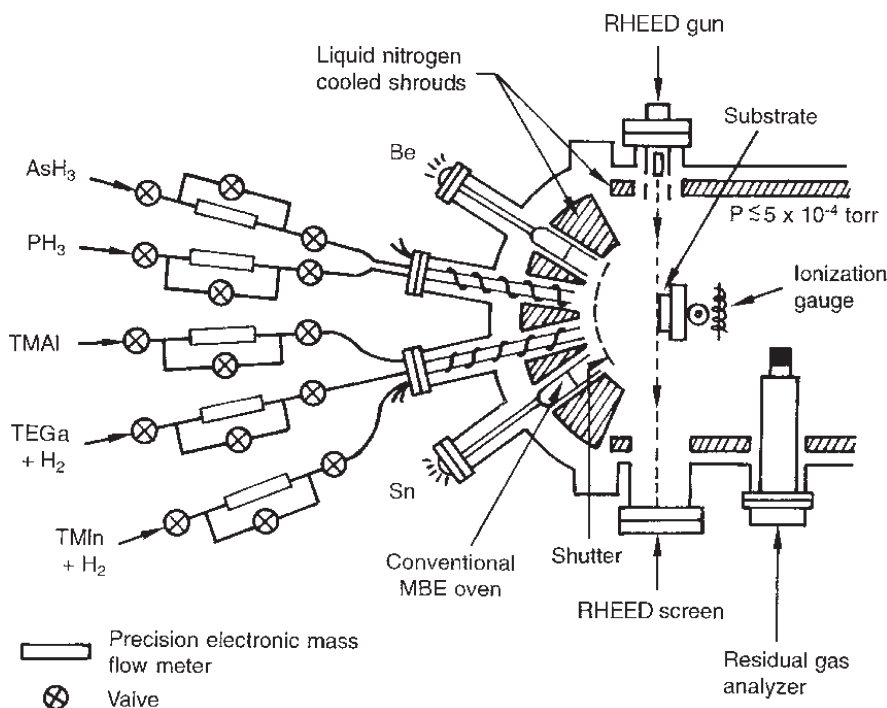 RHEED gun
Liquid nitrogen
cooled shrouds
Substrate
Be
AsH3
P ≦ 5 x 10⁻⁴ torr
PH3
Ionization
gauge
TMAl
TEGa
+ H2
Sn
TMIn
+ H2
Conventional
MBE oven
Shutter
RHEED screen
Precision electronic mass
flow meter
Residual gas
analyzer
Valve